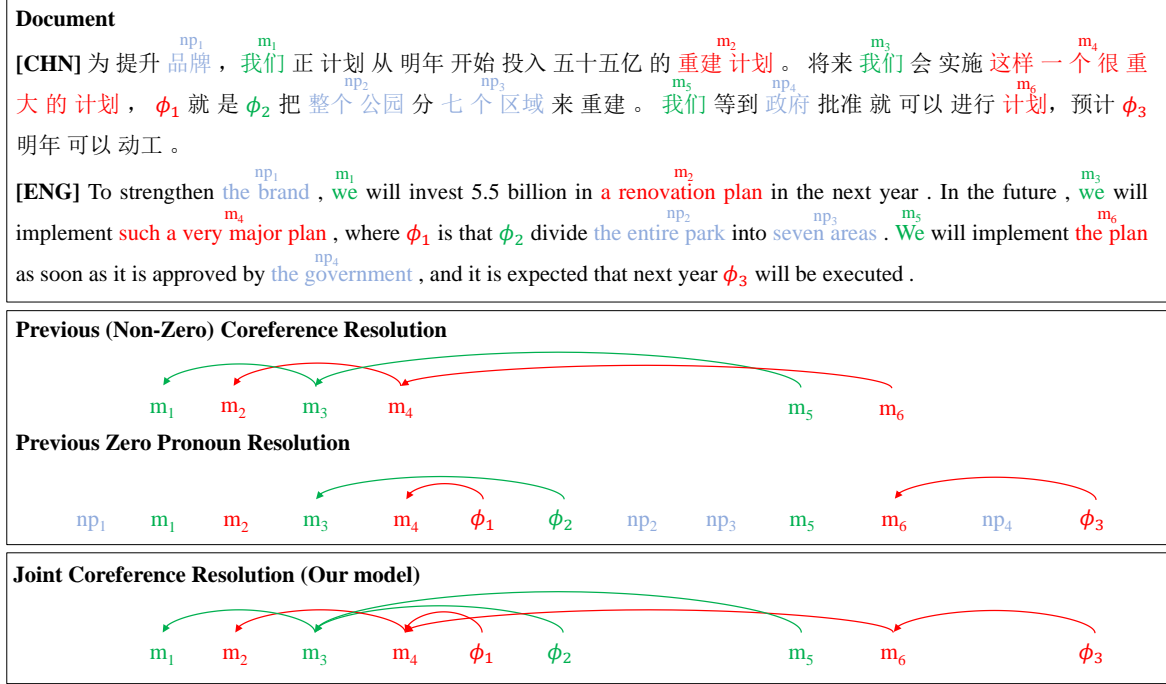 Document
np₁ m₁ m₂ m₃ m₄
[CHN] 为 提升 品牌 ， 我们 正 计划 从 明年 开始 投入 五十五亿 的 重建 计划 。 将来 我们 会 实施 这样 一 个 很 重
np₂ np₃ m₅ np₄ m₆
大 的 计划 ， ϕ₁ 就 是 ϕ₂ 把 整个 公园 分 七 个 区域 来 重建 。 我们 等到 政府 批准 就 可以 进行 计划， 预计 ϕ₃
明年 可以 动工 。
np₁ m₁ m₂ m₃
[ENG] To strengthen the brand , we will invest 5.5 billion in a renovation plan in the next year . In the future , we will
m₄ np₂ np₃ m₅ m₆
implement such a very major plan , where ϕ₁ is that ϕ₂ divide the entire park into seven areas . We will implement the plan
np₄
as soon as it is approved by the government , and it is expected that next year ϕ₃ will be executed .
Previous (Non-Zero) Coreference Resolution
m₁ m₂ m₃ m₄ m₅ m₆
Previous Zero Pronoun Resolution
np₁ m₁ m₂ m₃ m₄ ϕ₁ ϕ₂ np₂ np₃ m₅ m₆ np₄ ϕ₃
Joint Coreference Resolution (Our model)
m₁ m₂ m₃ m₄ ϕ₁ ϕ₂ m₅ m₆ ϕ₃